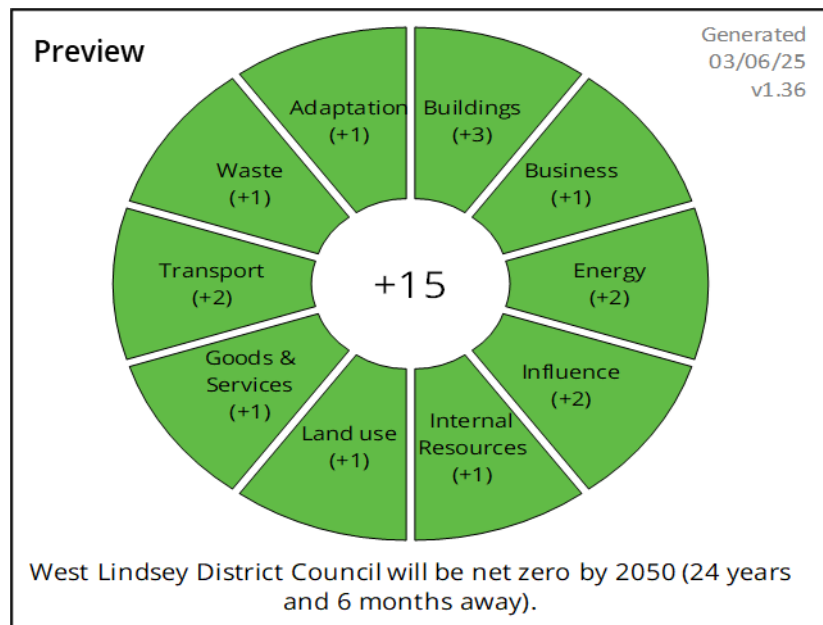 Preview
Generated
03/06/25
v1.36
Adaptation
(+1)
Buildings
(+3)
Waste
(+1)
Business
(+1)
Transport
(+2)
+15
Energy
(+2)
Goods &
Services
(+1)
Influence
(+2)
Land use
(+1)
Internal
Resources
(+1)
West Lindsey District Council will be net zero by 2050 (24 years
and 6 months away).